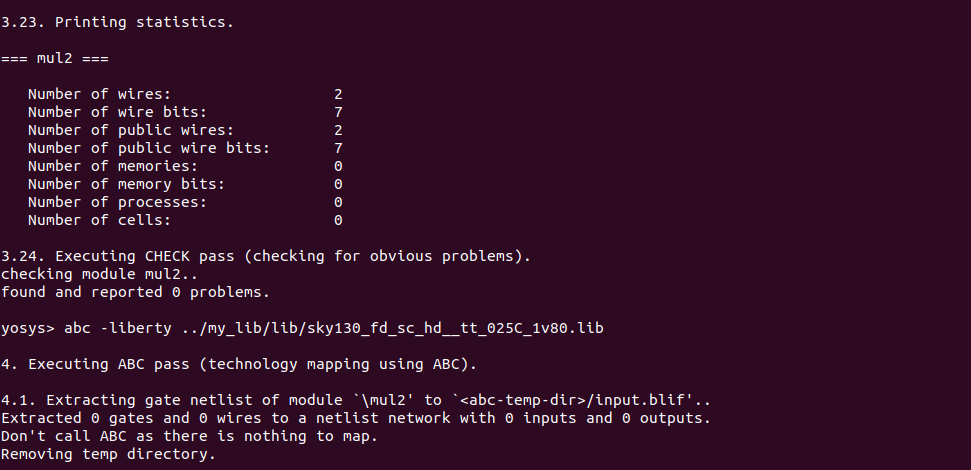 3.23. Printing statistics.
=== mul2 ===
Number of wires: 2
Number of wire bits: 7
Number of public wires: 2
Number of public wire bits: 7
Number of memories: 0
Number of memory bits: 0
Number of processes: 0
Number of cells: 0
3.24. Executing CHECK pass (checking for obvious problems).
checking module mul2..
found and reported 0 problems.
yosys> abc -liberty ../my_lib/lib/sky130_fd_sc_hd__tt_025C_1v80.lib
4. Executing ABC pass (technology mapping using ABC).
4.1. Extracting gate netlist of module `\mul2' to `<abc-temp-dir>/input.blif'..
Extracted 0 gates and 0 wires to a netlist network with 0 inputs and 0 outputs.
Don't call ABC as there is nothing to map.
Removing temp directory.